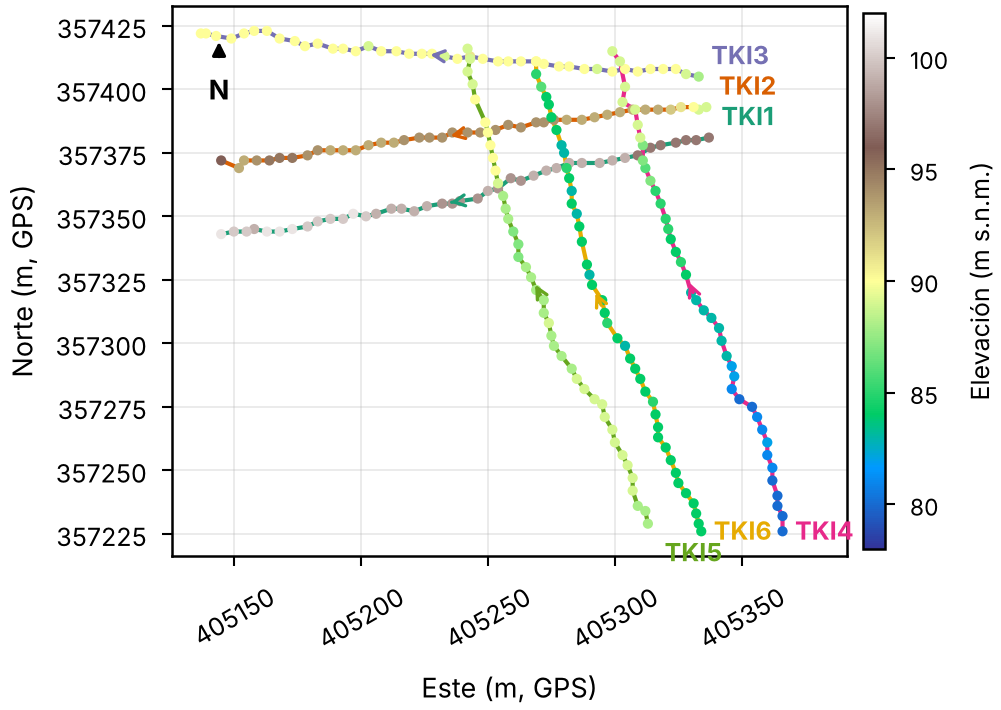 357425
357400
357375
357350
357325
357300
357275
357250
357225
Norte (m, GPS)
N
TKI3
TKI2
TKI1
TKI6
TKI4
TKI5
405150
405200
405250
405300
405350
Este (m, GPS)
100
95
90
85
80
Elevación (m s.n.m.)